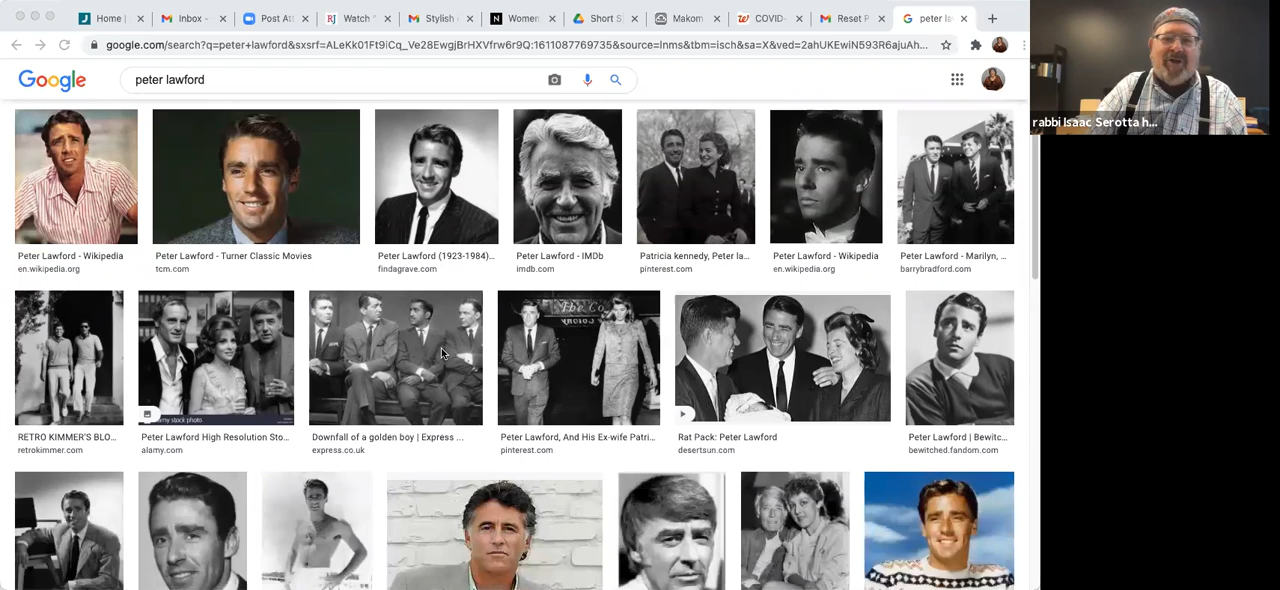 Home |
Inbox -
Post Att
Watch "
Stylish
Women
Short S
Makom
COVID-
Reset P
peter la
google.com/search?q=peter+lawford&sxsrf=ALeKk01Ft9iCq_Ve28EwgjBrHXVfrw6r9Q:1611087769735&source=lnms&tbm=isch&sa=X&ved=2ahUKEwiN593R6ajuAh...
Google
peter lawford
rabbi Isaac Serotta h...
Peter Lawford - Wikipedia
en.wikipedia.org
Peter Lawford - Turner Classic Movies
tcm.com
Peter Lawford (1923-1984)...
findagrave.com
Peter Lawford - IMDb
imdb.com
Patricia kennedy, Peter la...
pinterest.com
Peter Lawford - Wikipedia
en.wikipedia.org
Peter Lawford - Marilyn, ...
barrybradford.com
The Co
stock photo
RETRO KIMMER'S BLO...
retrokimmer.com
Peter Lawford High Resolution Sto...
alamy.com
Downfall of a golden boy | Express ...
express.co.uk
Peter Lawford, And His Ex-wife Patri...
pinterest.com
Rat Pack: Peter Lawford
desertsun.com
Peter Lawford | Bewitc...
bewitched.fandom.com